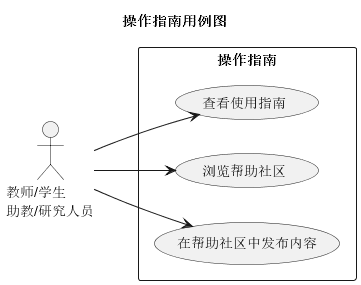 操作指南用例图
操作指南
查看使用指南
浏览帮助社区
教师/学生
助教/研究人员
在帮助社区中发布内容